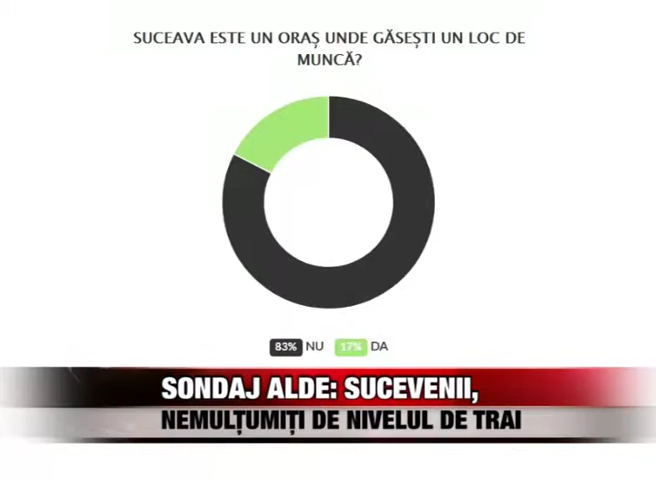 SUCEAVA ESTE UN ORAȘ UNDE GĂSEȘTI UN LOC DE
MUNCĂ?
83% NU 17% DA
SONDAJ ALDE: SUCEVENII,
NEMULȚUMIȚI DE NIVELUL DE TRAI